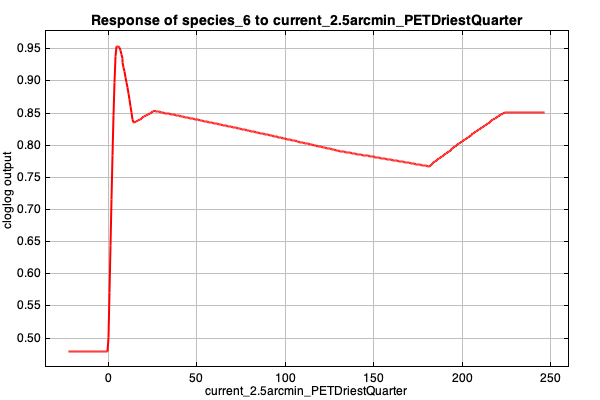 Response of species_6 to current_2.5arcmin_PETDriestQuarter
cloglog output
0.95
0.90
0.85
0.80
0.75
0.70
0.65
0.60
0.55
0.50
0 50 100 150 200 250
current_2.5arcmin_PETDriestQuarter